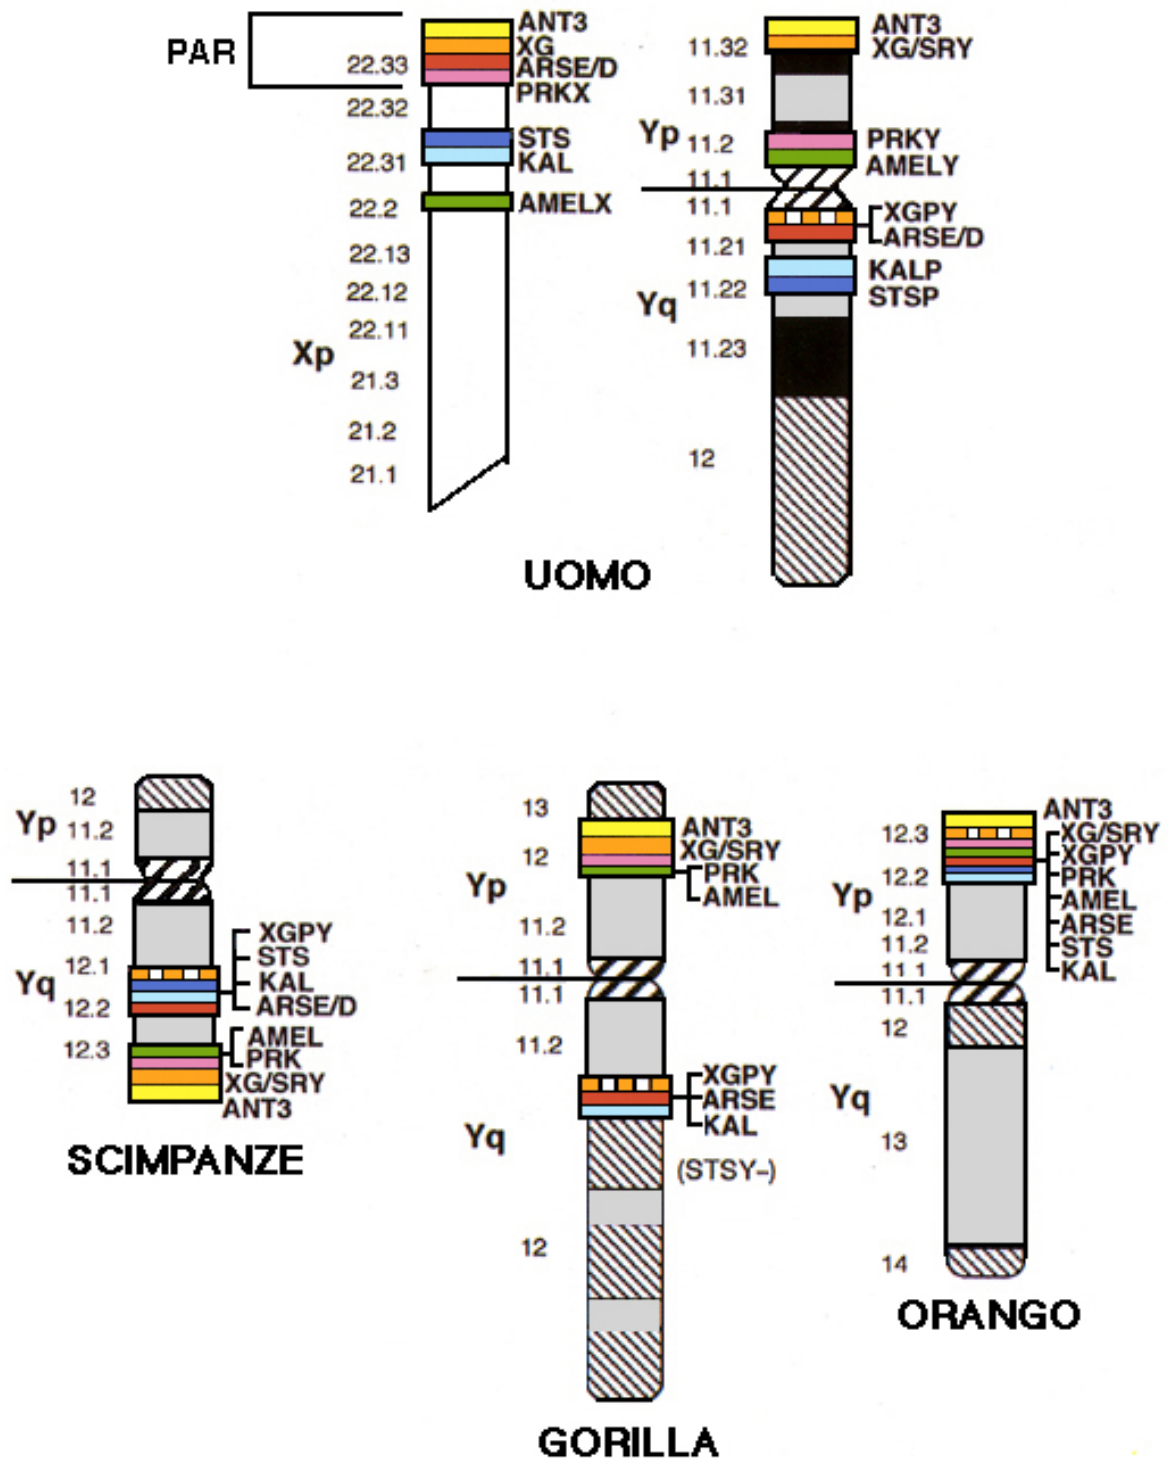 PAR
22.33
22.32
22.31
22.2
22.13
22.12
22.11
21.3
21.2
21.1
Xp
ANT3
XG
ARSE/D
PRKX
STS
KAL
AMELX
11.32
11.31
Yp
11.2
11.1
11.1
11.21
Yq
11.22
11.23
12
ANT3
XG/SRY
PRKY
AMELY
XGPY
ARSE/D
KALP
STSP
UOMO
12
Yp
11.2
11.1
11.1
11.2
12.1
Yq
12.2
12.3
XGPY
STS
KAL
ARSE/D
AMEL
PRK
XG/SRY
ANT3
SCIMPANZE
13
12
Yp
11.2
11.1
11.1
11.2
Yq
12
ANT3
XG/SRY
PRK
AMEL
XGPY
ARSE
KAL
(STSY–)
GORILLA
12.3
12.2
Yp
12.1
11.2
11 1
11.1
12
Yq
13
14
ANT3
XG/SRY
XGPY
PRK
AMEL
ARSE
STS
KAL
ORANGO